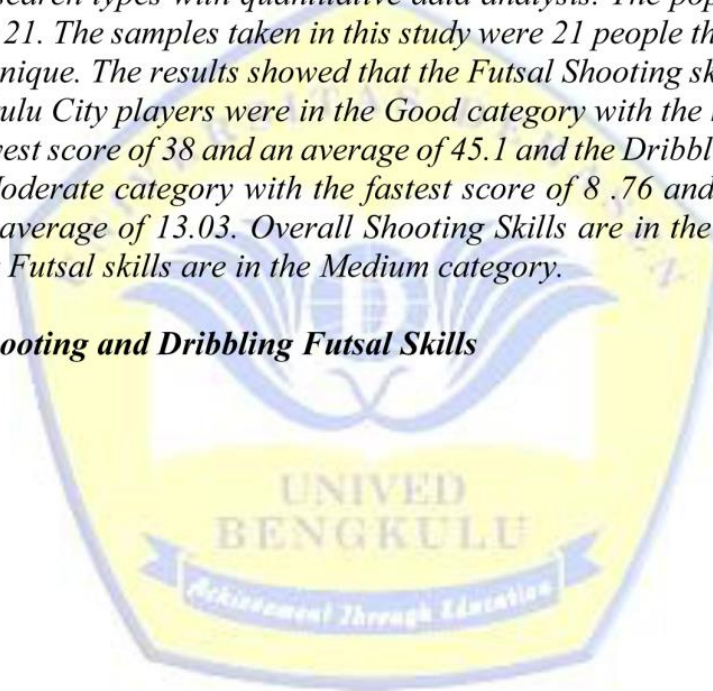 search types with quantitative data analysis. The pop
21. The samples taken in this study were 21 people th
nique. The results showed that the Futsal Shooting sk
ulu City players were in the Good category with the
vest score of 38 and an average of 45.1 and the Dribbl
Moderate category with the fastest score of 8 .76 and
average of 13.03. Overall Shooting Skills are in the
Futsal skills are in the Medium category.
ooting and Dribbling Futsal Skills
UNIVED
BENGKULU
Achievement Through Education